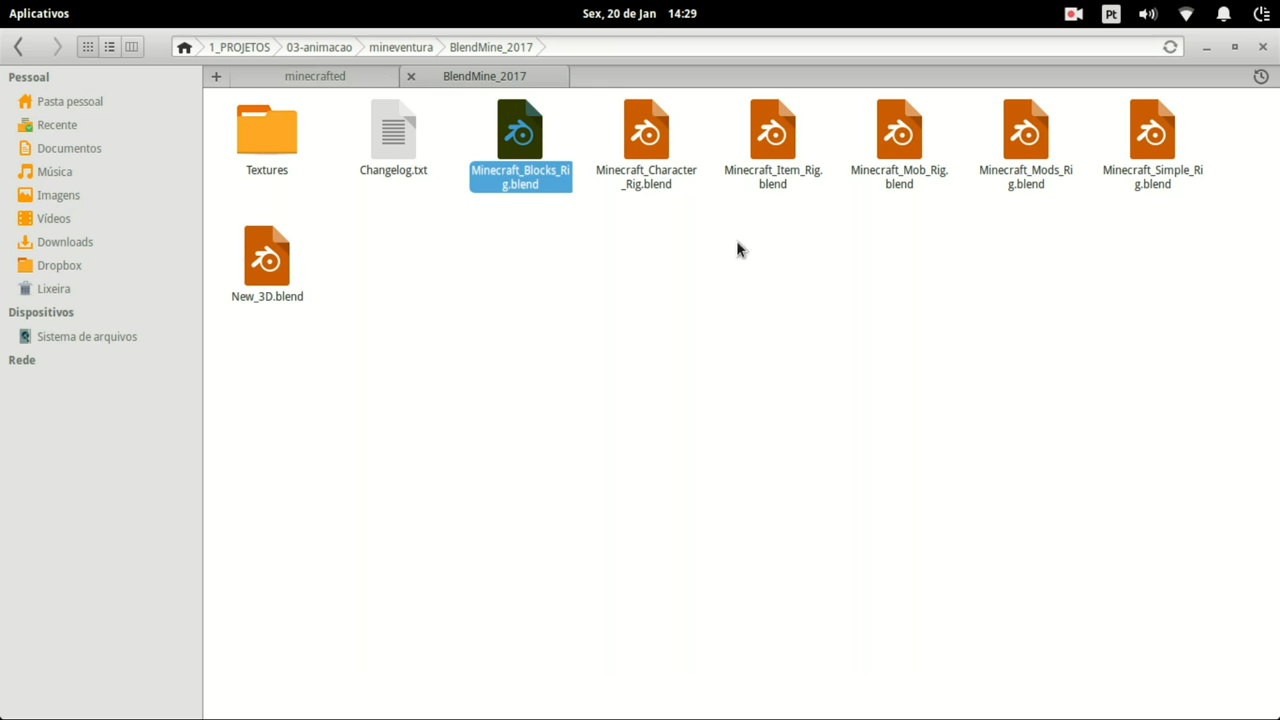 Aplicativos
Sex, 20 de Jan 14:29
Pt
1_PROJETOS 03-animacao mineventura BlendMine_2017
Pessoal
Pasta pessoal
Recente
Documentos
Música
Imagens
Vídeos
Downloads
Dropbox
Lixeira
Dispositivos
Sistema de arquivos
Rede
minecrafted
BlendMine_2017
Textures
Changelog.txt
Minecraft_Blocks_Ri
g.blend
Minecraft_Character
_Rig.blend
Minecraft_Item_Rig.
blend
Minecraft_Mob_Rig.
blend
Minecraft_Mods_Ri
g.blend
Minecraft_Simple_Ri
g.blend
New_3D.blend